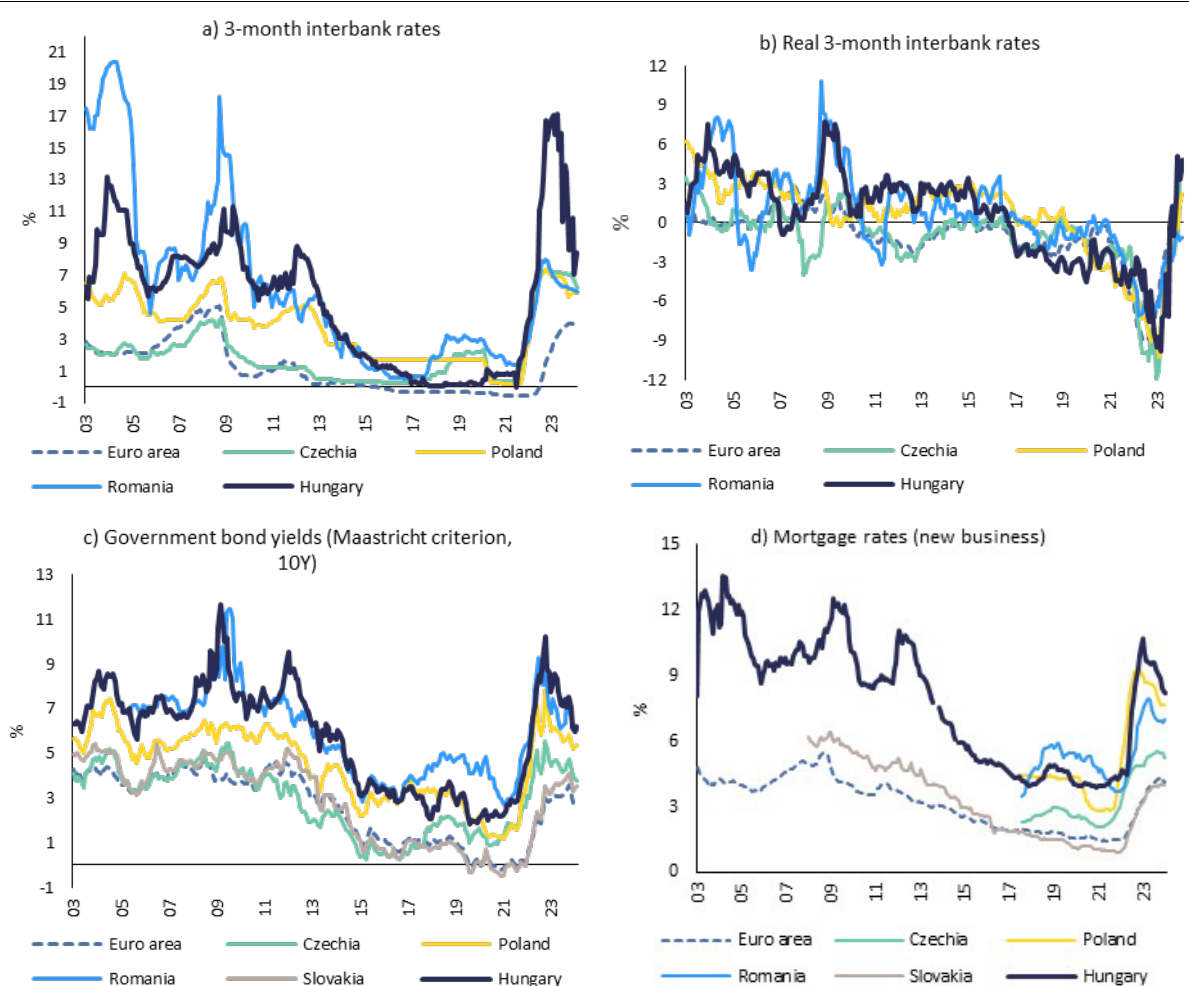 a) 3-month interbank rates
21
19
17
15
13
11
9
7
5
3
1
-1
%
03 05 07 09 11 13 15 17 19 21 23
Euro area Czechia Poland
Romania Hungary
b) Real 3-month interbank rates
12
9
6
3
0
-3
-6
-9
-12
%
03 05 07 09 11 13 15 17 19 21 23
Euro area Czechia Poland
Romania Hungary
c) Government bond yields (Maastricht criterion,
10Y)
13
11
9
7
5
3
1
-1
%
03 05 07 09 11 13 15 17 19 21 23
Euro area Czechia Poland
Romania Slovakia Hungary
d) Mortgage rates (new business)
15
12
9
6
3
0
%
03 05 07 09 11 13 15 17 19 21 23
Euro area Czechia Poland
Romania Slovakia Hungary